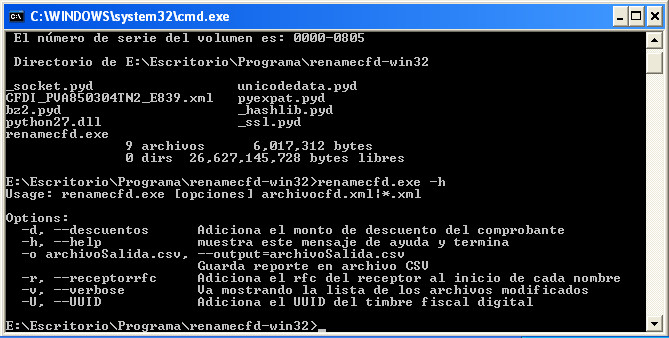 C:\WINDOWS\system32\cmd.exe
El número de serie del volumen es: 0000-0805
Directorio de E:\Escritorio\Programa\renamecfd-win32
_socket.pyd unicodedata.pyd
CFDI_PVA850304TN2_E839.xml pyexpat.pyd
bz2.pyd _hashlib.pyd
python27.dll _ssl.pyd
renamecfd.exe
9 archivos 6,017,312 bytes
0 dirs 26,627,145,728 bytes libres
E:\Escritorio\Programa\renamecfd-win32>renamecfd.exe -h
Usage: renamecfd.exe [opciones] archivocfd.xml|*.xml
Options:
-d, --descuentos Adiciona el monto de descuento del comprobante
-h, --help muestra este mensaje de ayuda y termina
-o archivoSalida.csv, --output=archivoSalida.csv
Guarda reporte en archivo CSV
-r, --receptorrfc Adiciona el rfc del receptor al inicio de cada nombre
-v, --verbose Va mostrando la lista de los archivos modificados
-U, --UUID Adiciona el UUID del timbre fiscal digital
E:\Escritorio\Programa\renamecfd-win32>_